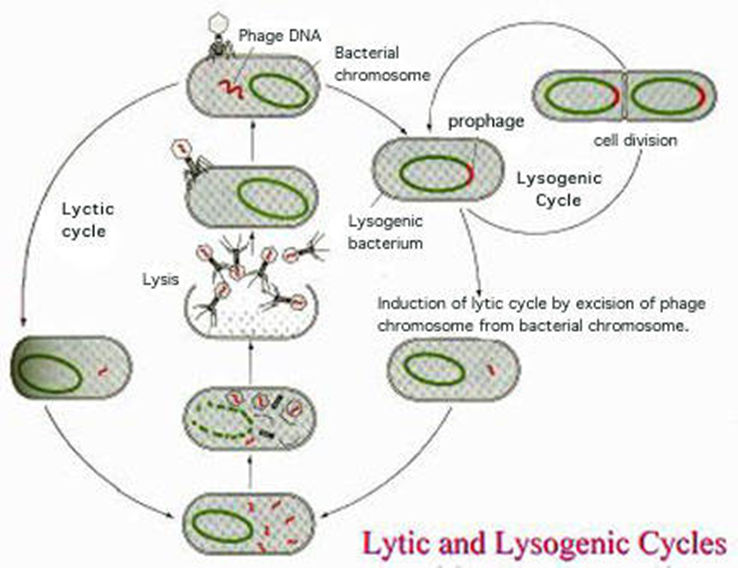 Phage DNA
Bacterial
chromosome
prophage
cell division
Lysogenic
Cycle
Lyctic
cycle
Lysogenic
bacterium
Lysis
Induction of lytic cycle by excision of phage
chromosome from bacterial chromosome.
Lytic and Lysogenic Cycles